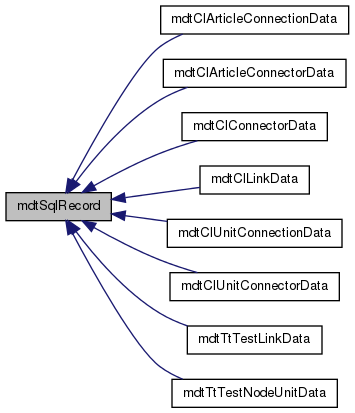 mdtClArticleConnectionData
mdtClArticleConnectorData
mdtClConnectorData
mdtClLinkData
mdtSqlRecord
mdtClUnitConnectionData
mdtClUnitConnectorData
mdtTtTestLinkData
mdtTtTestNodeUnitData